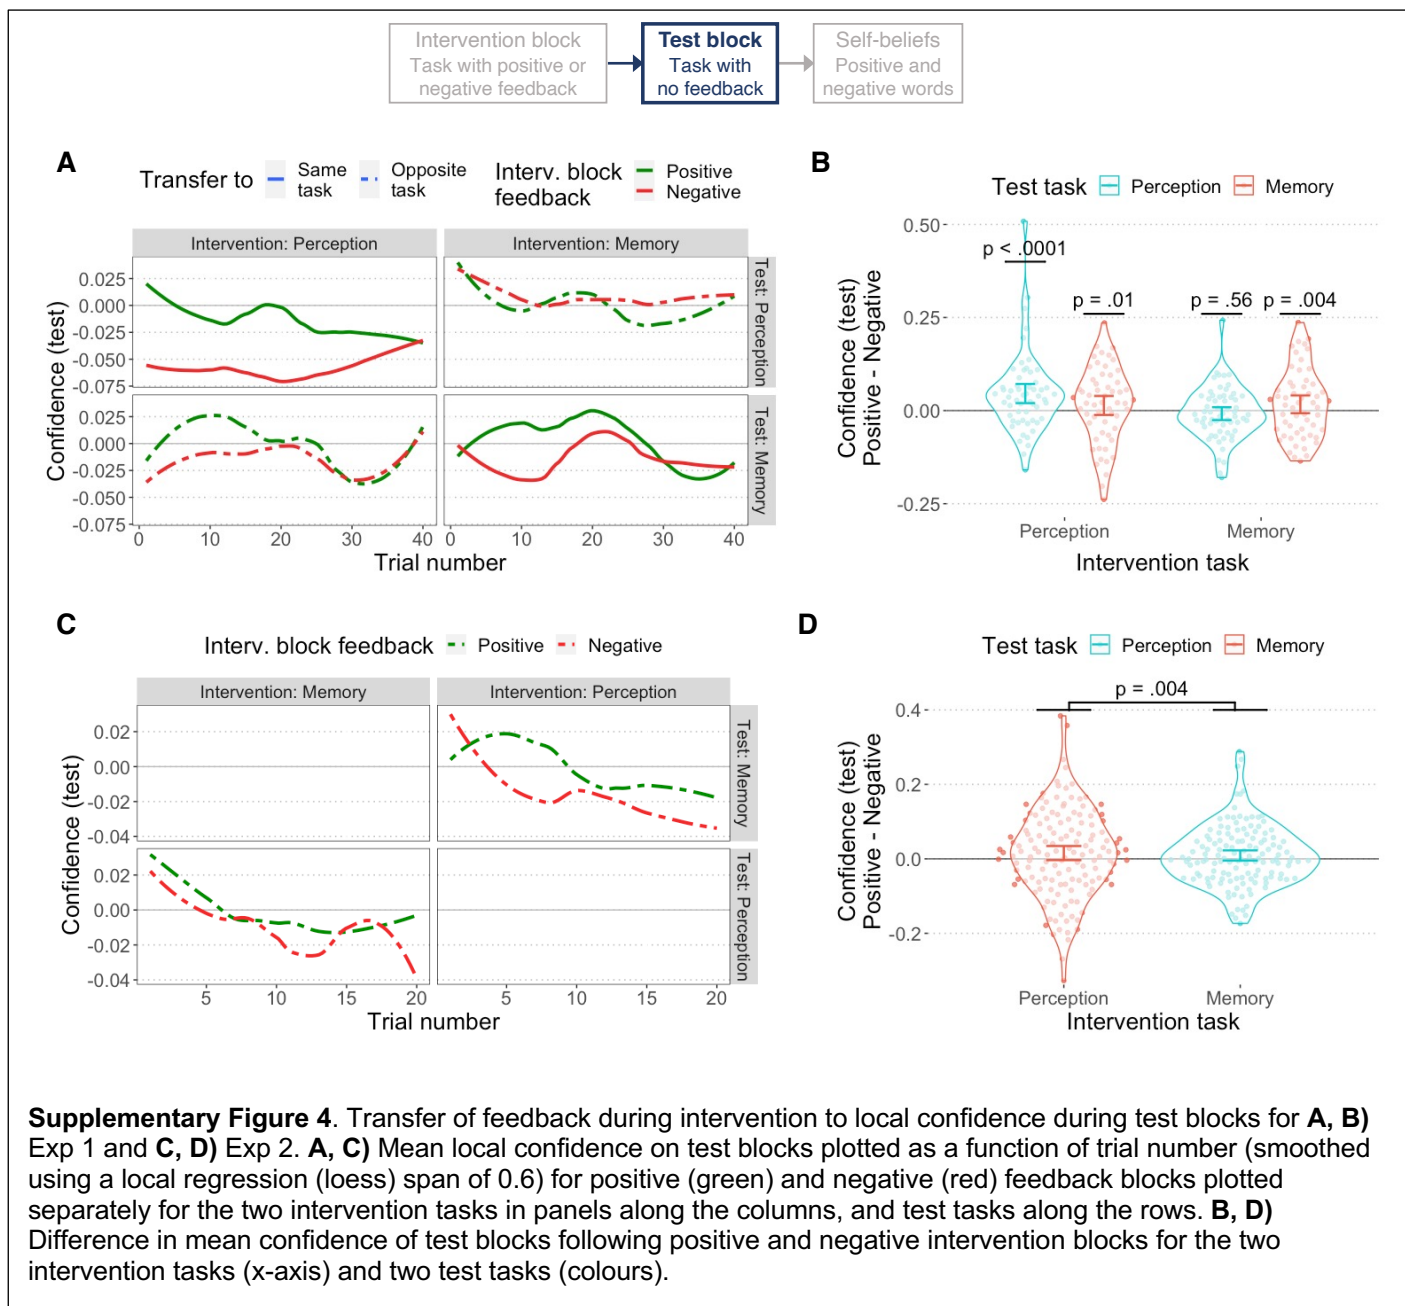 Intervention block
Task with positive or
negative feedback
Test block
Task with
no feedback
Self-beliefs
Positive and
negative words
A
Transfer to
Same
task
Opposite
task
Interv. block
feedback
Positive
Negative
Intervention: Perception
Intervention: Memory
Test: Perception
Test: Memory
0.025
0.000
-0.025
-0.050
-0.075
0.025
0.000
-0.025
-0.050
-0.075
Confidence (test)
0 10 20 30 40 0 10 20 30 40
Trial number
B
Test task Perception Memory
0.50
0.25
0.00
-0.25
Confidence (test)
Positive - Negative
p < .0001
p = .01
p = .56
p = .004
Perception Memory
Intervention task
C
Interv. block feedback Positive Negative
Intervention: Memory
Intervention: Perception
Test: Memory
Test: Perception
0.02
0.00
-0.02
-0.04
0.02
0.00
-0.02
-0.04
Confidence (test)
5 10 15 20 5 10 15 20
Trial number
D
Test task Perception Memory
p = .004
0.4
0.2
0.0
-0.2
Confidence (test)
Positive - Negative
Perception Memory
Intervention task
Supplementary Figure 4. Transfer of feedback during intervention to local confidence during test blocks for A, B)
Exp 1 and C, D) Exp 2. A, C) Mean local confidence on test blocks plotted as a function of trial number (smoothed
using a local regression (loess) span of 0.6) for positive (green) and negative (red) feedback blocks plotted
separately for the two intervention tasks in panels along the columns, and test tasks along the rows. B, D)
Difference in mean confidence of test blocks following positive and negative intervention blocks for the two
intervention tasks (x-axis) and two test tasks (colours).